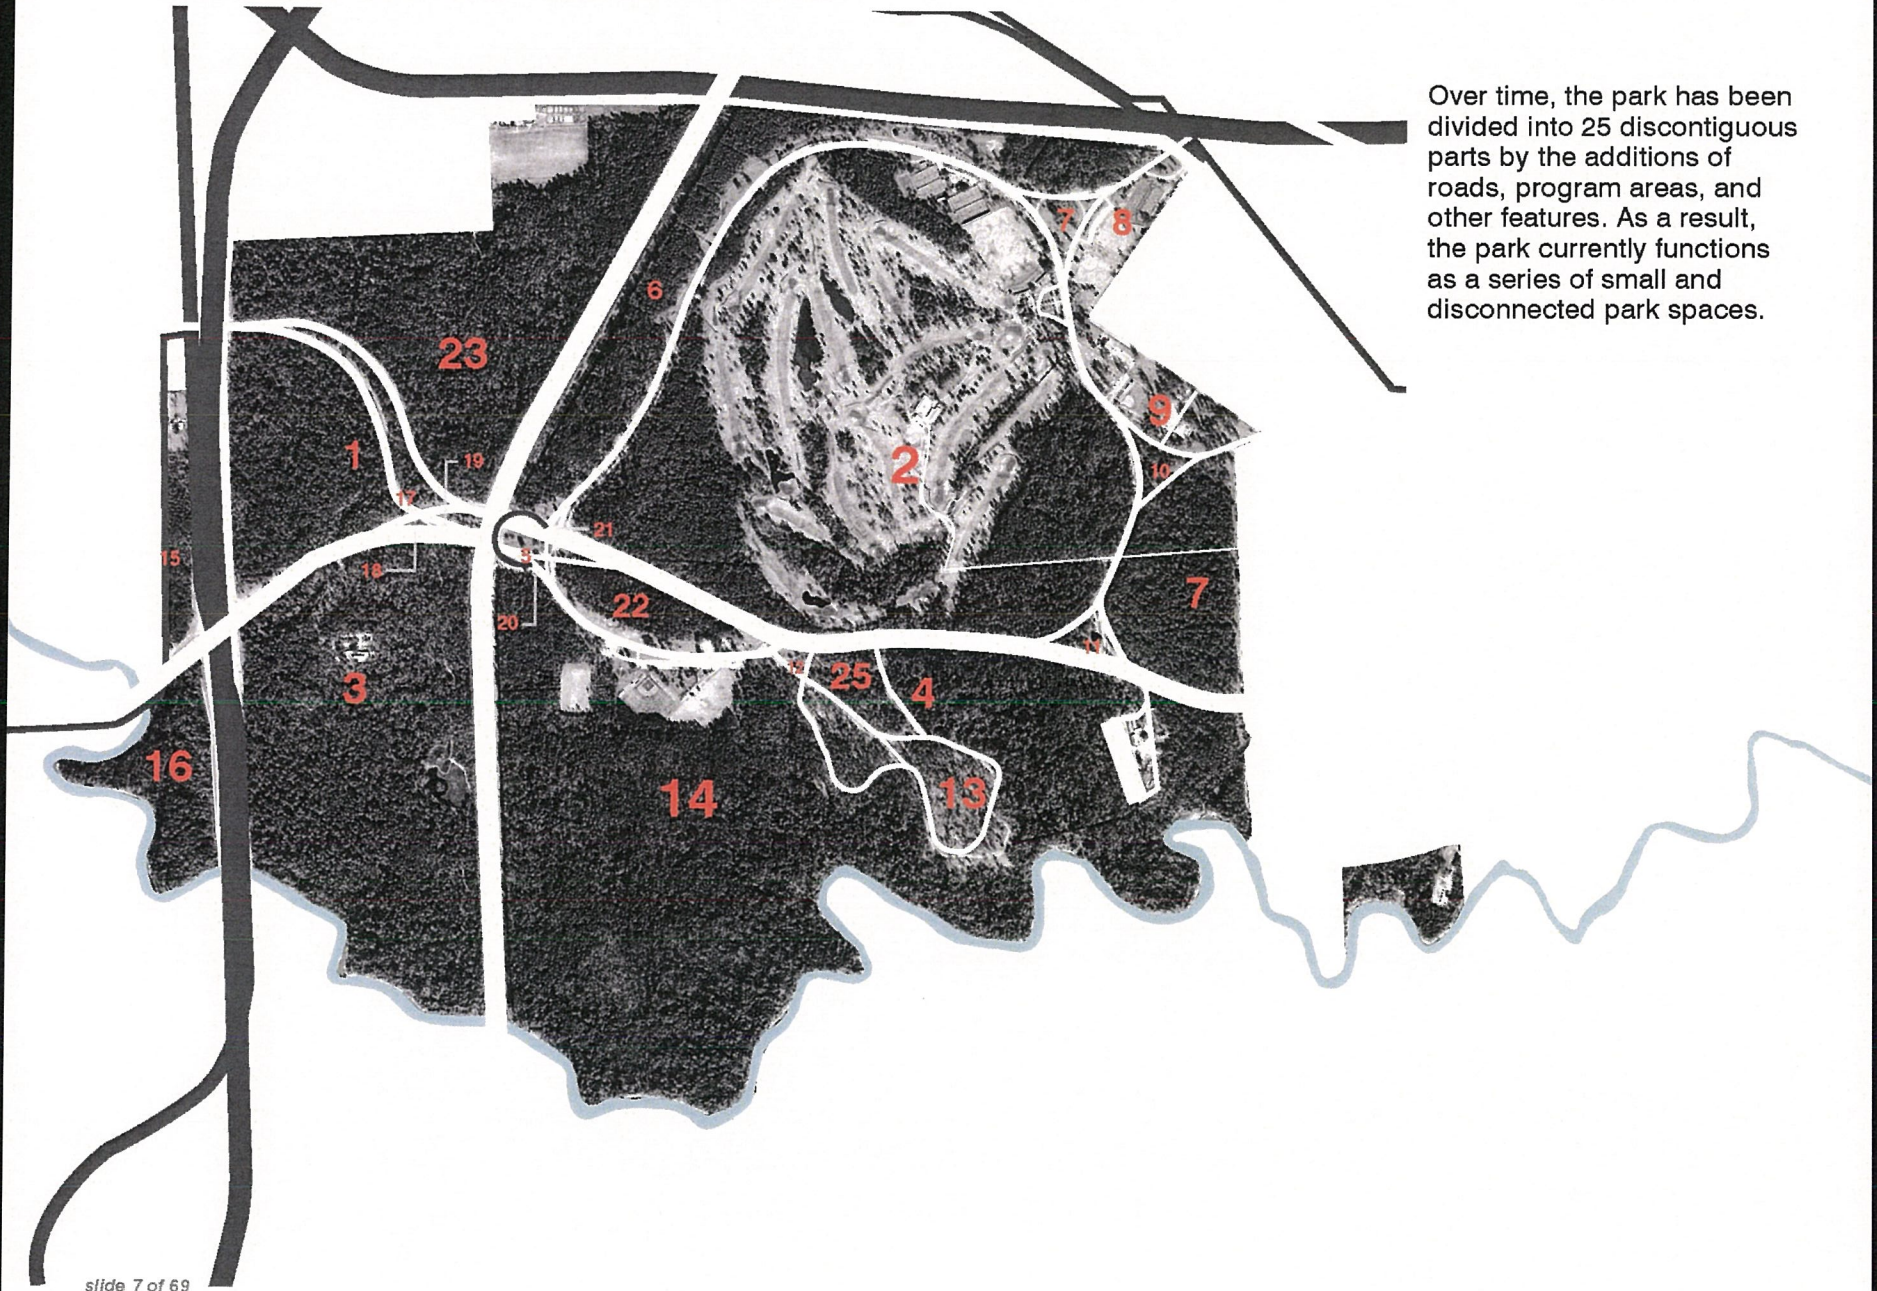 Over time, the park has been
divided into 25 discontiguous
parts by the additions of
roads, program areas, and
other features. As a result,
the park currently functions
as a series of small and
disconnected park spaces.
7
8
6
23
9
1
19
2
10
17
21
15
18
22
7
20
11
25
3
4
16
14
13
slide 7 of 69